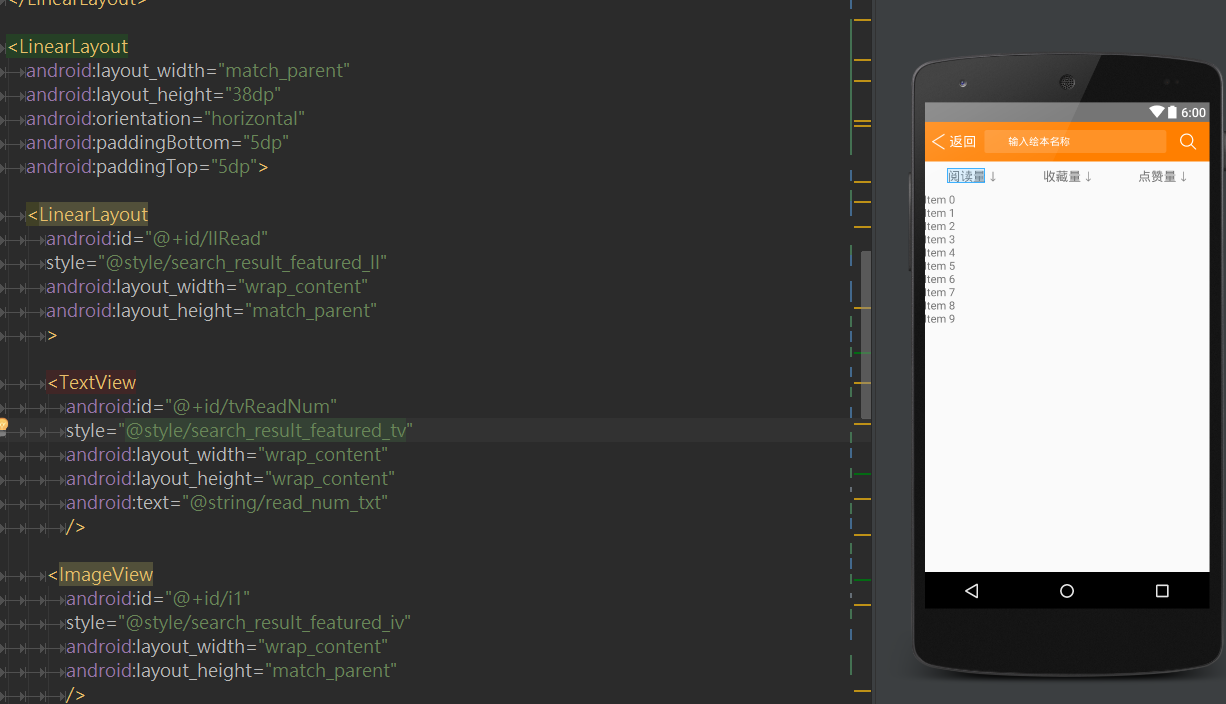 </LinearLayout>
<LinearLayout
android:layout_width="match_parent"
android:layout_height="38dp"
android:orientation="horizontal"
android:paddingBottom="5dp"
android:paddingTop="5dp">
<LinearLayout
android:id="@+id/llRead"
style="@style/search_result_featured_ll"
android:layout_width="wrap_content"
android:layout_height="match_parent"
>
<TextView
android:id="@+id/tvReadNum"
style="@style/search_result_featured_tv"
android:layout_width="wrap_content"
android:layout_height="wrap_content"
android:text="@string/read_num_txt"
/>
<ImageView
android:id="@+id/i1"
style="@style/search_result_featured_iv"
android:layout_width="wrap_content"
android:layout_height="match_parent"
/>
6:00
返回 输入绘本名称
阅读量↓ 收藏量↓ 点赞量↓
Item 0
Item 1
Item 2
Item 3
Item 4
Item 5
Item 6
Item 7
Item 8
Item 9